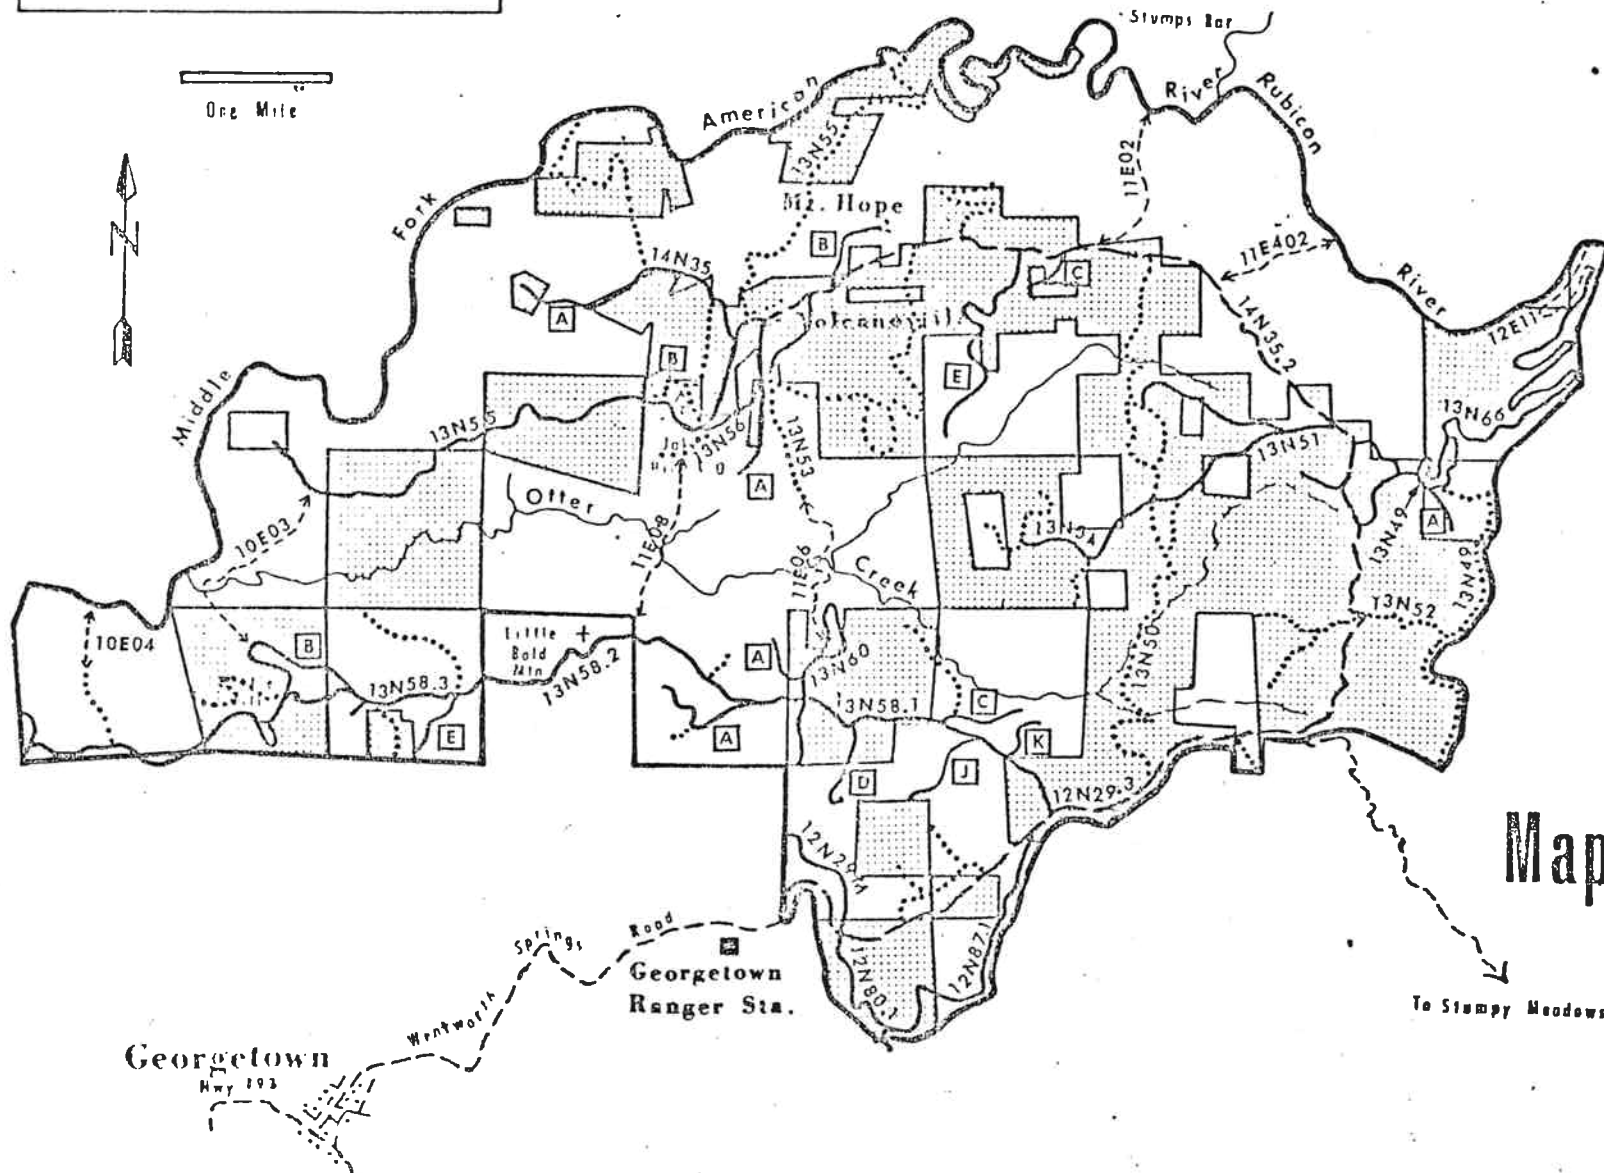 Stumps Bar
One Mile
American
River
Rubicon
River
13N55
11E02
Mt. Hope
Fork
N
B
11E402
14N35
C
A
14N35.2
12E11
B
E
Middle
13N66
13N5.5
13N56
13N53
13N51
A
Otter
13N54
13N49
A
10E03
11E08
11E06
Creek
13N49
13N52
10E04
B
Little
Bald
Mtn
13N58.2
A
13N60
13N50
13N58.3
E
A
13N58.1
C
K
D
J
12N29.3
12N29
Map
Springs
Road
Georgetown
Ranger Sta.
12N80.1
12N87.1
To Stumpy Meadows
Wentworth
Georgetown
Hwy 193